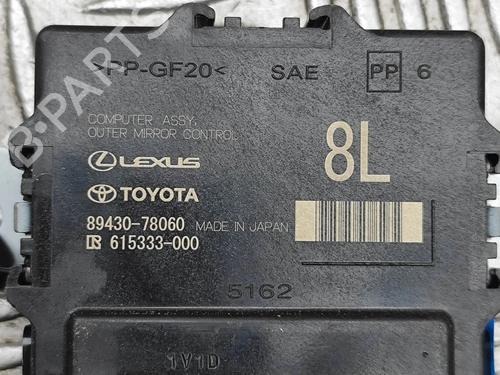 >PP-GF20< SAE PP 6
COMPUTER ASSY,
OUTER MIRROR CONTROL
8L
LEXUS
TOYOTA
89430-78060 MADE IN JAPAN
615333-000
5162
1V1D
B-PARTS